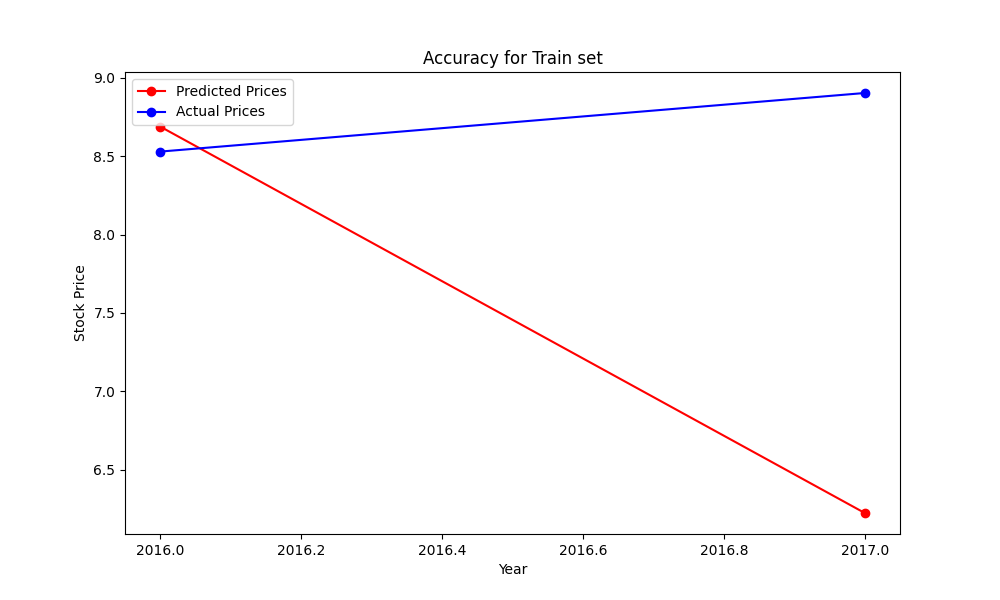 Accuracy for Train set
Predicted Prices
Actual Prices
9.0
8.5
8.0
7.5
7.0
6.5
Stock Price
2016.0 2016.2 2016.4 2016.6 2016.8 2017.0
Year